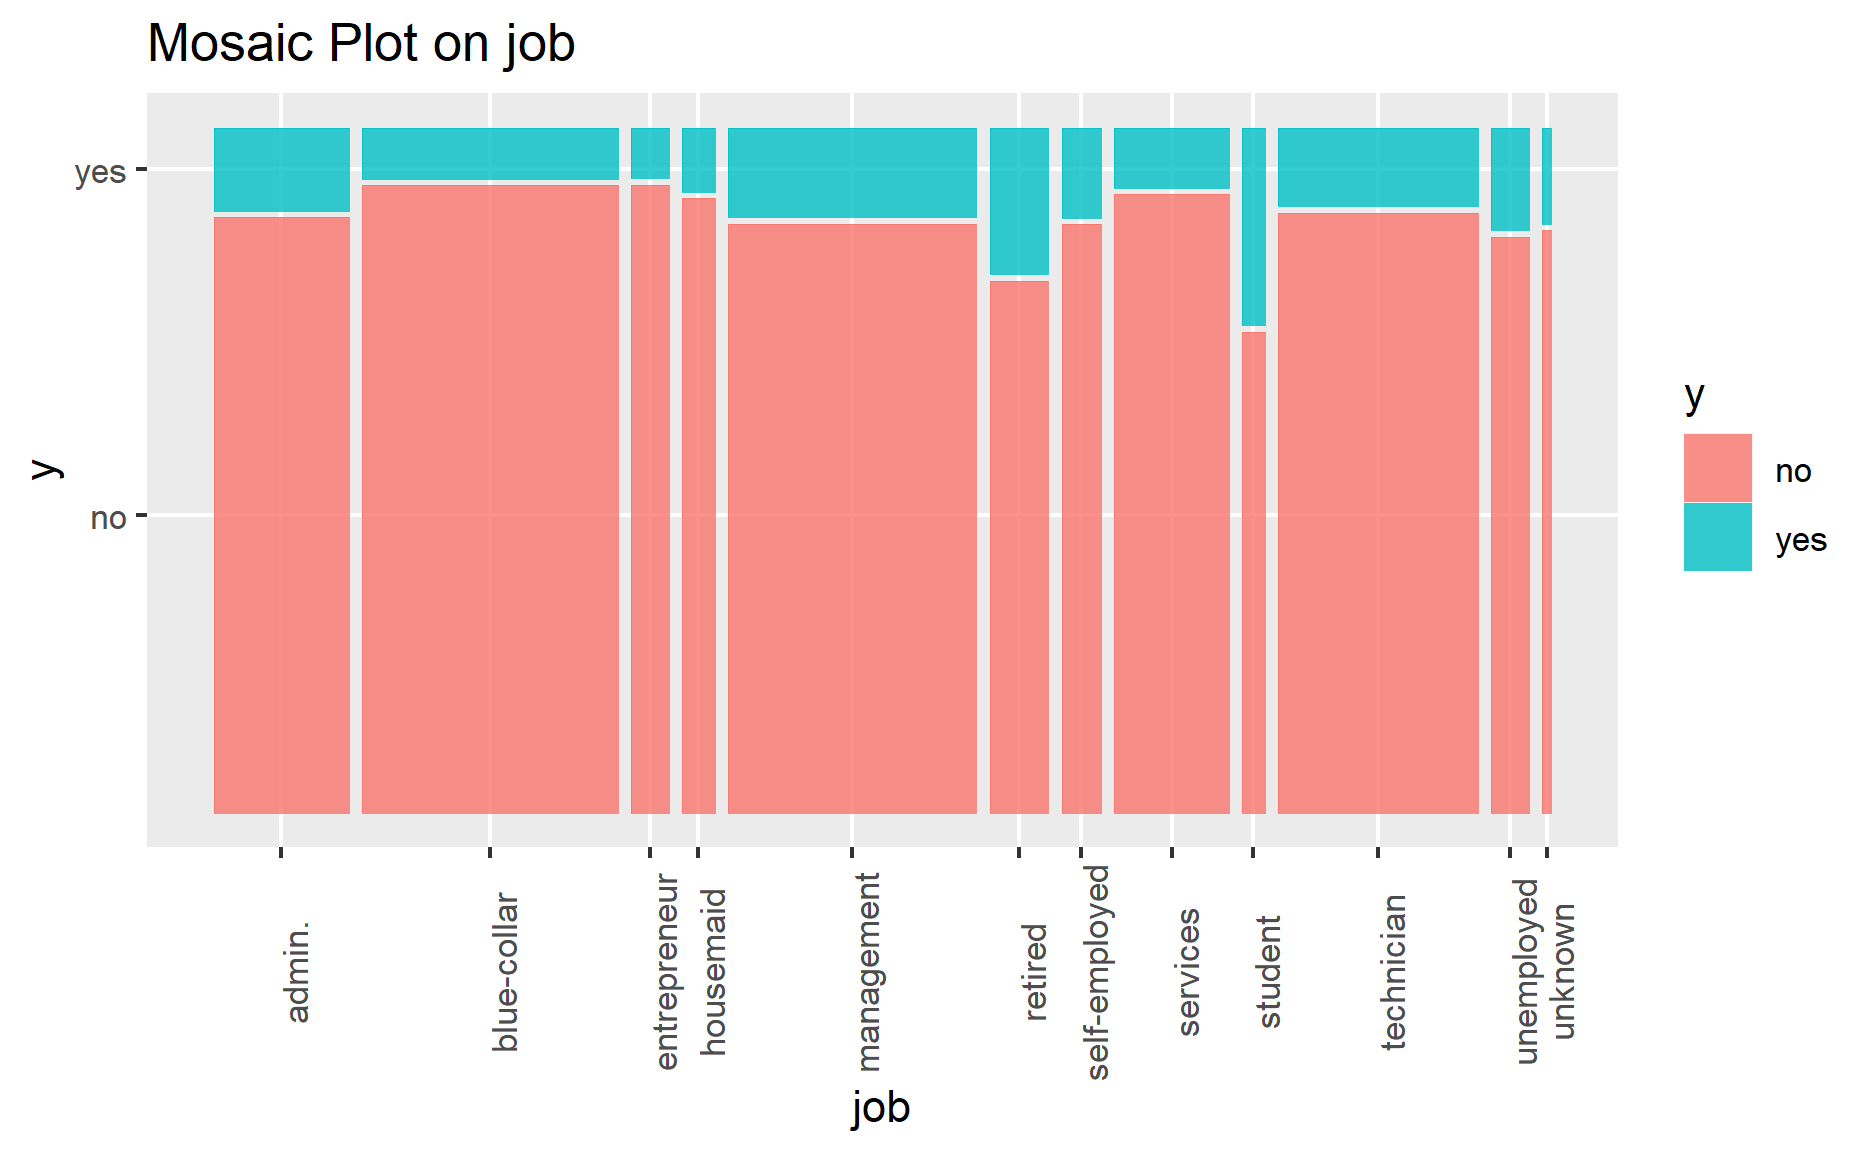 Mosaic Plot on job
yes
no
y
admin.
blue-collar
entrepreneur
housemaid
management
retired
self-employed
services
student
technician
unemployed
unknown
job
y
no
yes